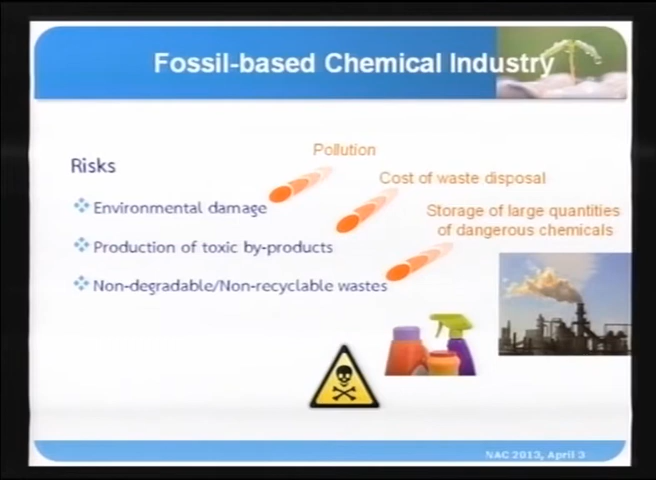 Fossil-based Chemical Industry
Risks
Environmental damage
Production of toxic by-products
Non-degradable/Non-recyclable wastes
Pollution
Cost of waste disposal
Storage of large quantities
of dangerous chemicals
NAC 2013, April 3